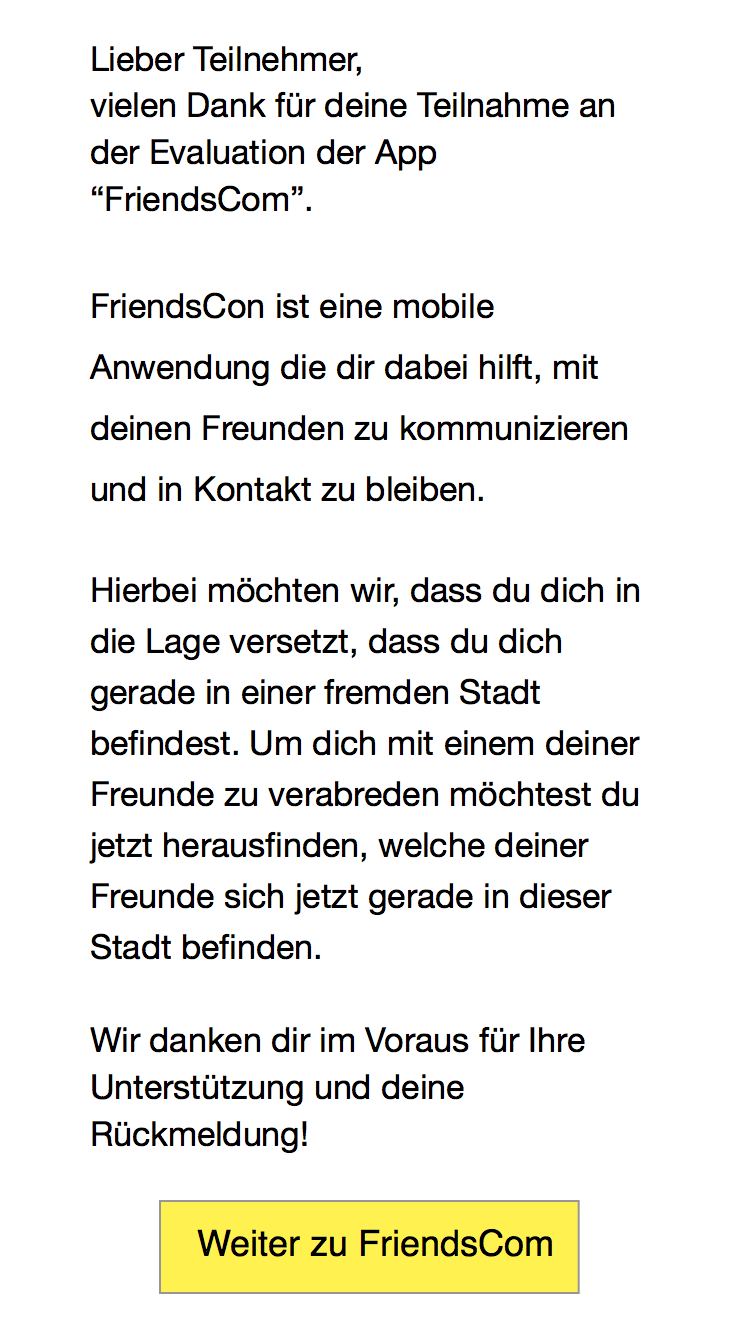 Lieber Teilnehmer,
vielen Dank für deine Teilnahme an
der Evaluation der App
“FriendsCom”.
FriendsCon ist eine mobile
Anwendung die dir dabei hilft, mit
deinen Freunden zu kommunizieren
und in Kontakt zu bleiben.
Hierbei möchten wir, dass du dich in
die Lage versetzt, dass du dich
gerade in einer fremden Stadt
befindest. Um dich mit einem deiner
Freunde zu verabreden möchtest du
jetzt herausfinden, welche deiner
Freunde sich jetzt gerade in dieser
Stadt befinden.
Wir danken dir im Voraus für Ihre
Unterstützung und deine
Rückmeldung!
Weiter zu FriendsCom